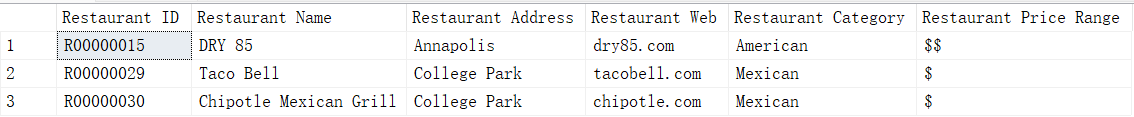 Restaurant ID Restaurant Name Restaurant Address Restaurant Web Restaurant Category Restaurant Price Range
1 R00000015 DRY 85 Annapolis dry85.com American $$
2 R00000029 Taco Bell College Park tacobell.com Mexican $
3 R00000030 Chipotle Mexican Grill College Park chipotle.com Mexican $